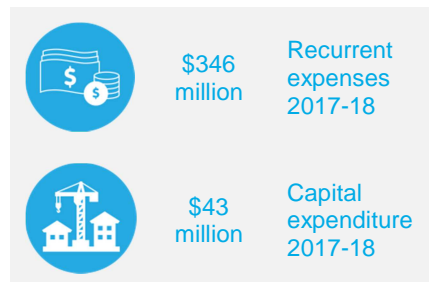 $346
million
Recurrent
expenses
2017-18
$43
million
Capital
expenditure
2017-18